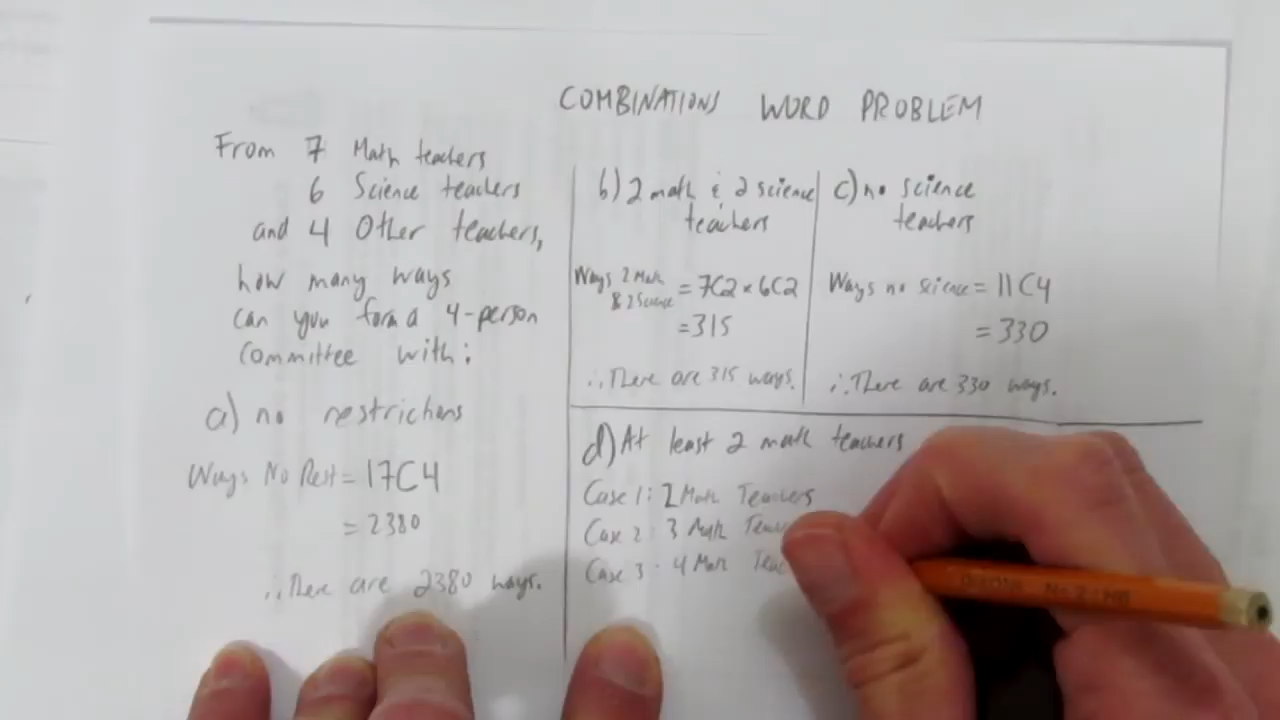 COMBINATIONS WORD PROBLEM
From 7 Math teachers
6 Science teachers
and 4 Other teachers,
how many ways
can you form a 4-person
committee with:
a) no restrictions
Ways No Rest = 17C4
= 2380
∴ There are 2380 ways.
b) 2 math & 2 science
teachers
Ways 2 Math
& 2 Science = 7C2 × 6C2
= 315
∴ There are 315 ways.
c) no science
teachers
Ways no science = 11C4
= 330
∴ There are 330 ways.
d) At least 2 math teachers
Case 1: 2 Math Teachers
Case 2: 3 Math
Case 3: 4 Math